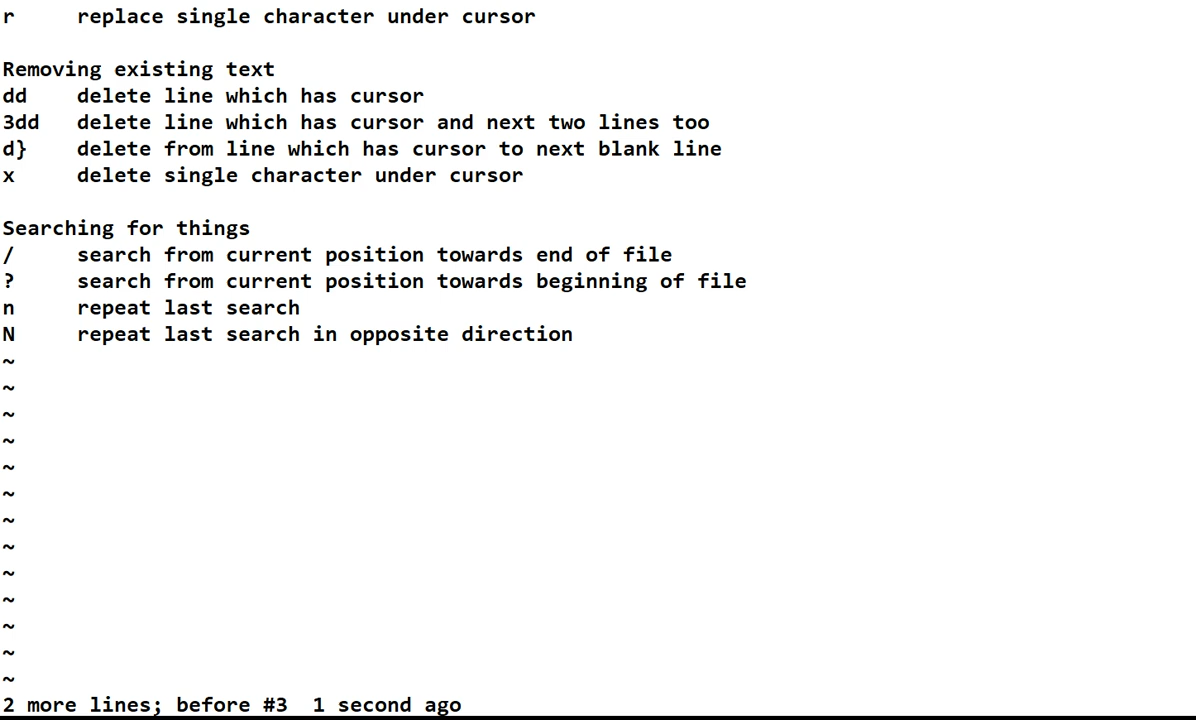 r     replace single character under cursor

Removing existing text
dd    delete line which has cursor
3dd   delete line which has cursor and next two lines too
d}    delete from line which has cursor to next blank line
x     delete single character under cursor

Searching for things
/     search from current position towards end of file
?     search from current position towards beginning of file
n     repeat last search
N     repeat last search in opposite direction
~
~
~
~
~
~
~
~
~
~
~
~
~
2 more lines; before #3  1 second ago